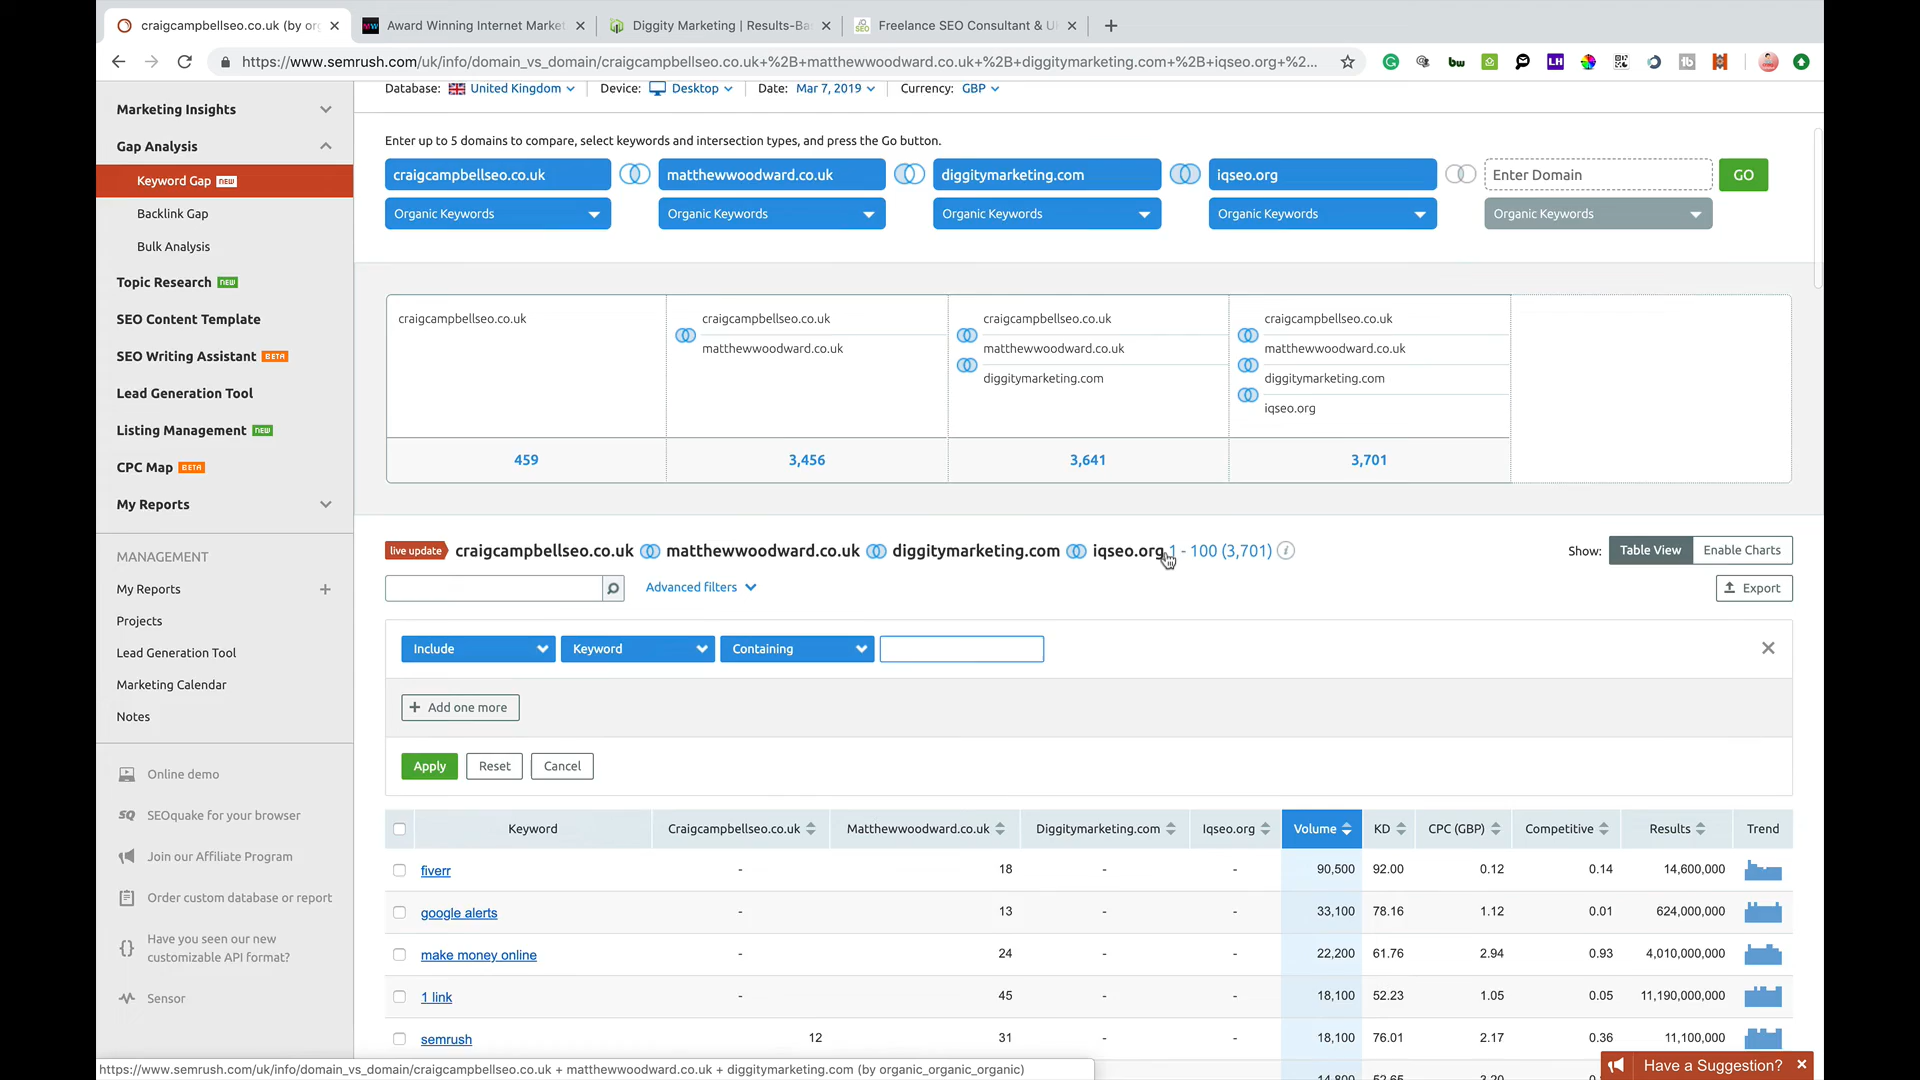 craigcampbellseo.co.uk (by org
Award Winning Internet Market
Diggity Marketing | Results-Bas
Freelance SEO Consultant & UK
https://www.semrush.com/uk/info/domain_vs_domain/craigcampbellseo.co.uk+%2B+matthewwoodward.co.uk+%2B+diggitymarketing.com+%2B+iqseo.org+%2...
Marketing Insights
Gap Analysis
Keyword Gap NEW
Backlink Gap
Bulk Analysis
Topic Research NEW
SEO Content Template
SEO Writing Assistant BETA
Lead Generation Tool
Listing Management NEW
CPC Map BETA
My Reports
MANAGEMENT
My Reports
Projects
Lead Generation Tool
Marketing Calendar
Notes
Online demo
SEOquake for your browser
Join our Affiliate Program
Order custom database or report
Have you seen our new
customizable API format?
Sensor
Database: United Kingdom Device: Desktop Date: Mar 7, 2019 Currency: GBP
Enter up to 5 domains to compare, select keywords and intersection types, and press the Go button.
craigcampbellseo.co.uk matthewwoodward.co.uk diggitymarketing.com iqseo.org Enter Domain GO
Organic Keywords Organic Keywords Organic Keywords Organic Keywords Organic Keywords
craigcampbellseo.co.uk craigcampbellseo.co.uk craigcampbellseo.co.uk craigcampbellseo.co.uk
matthewwoodward.co.uk matthewwoodward.co.uk matthewwoodward.co.uk
diggitymarketing.com diggitymarketing.com
iqseo.org
459 3,456 3,641 3,701
live update craigcampbellseo.co.uk matthewwoodward.co.uk diggitymarketing.com iqseo.org 1 - 100 (3,701) i
Show: Table View Enable Charts
Advanced filters
Export
Include Keyword Containing
+ Add one more
Apply Reset Cancel
Keyword Craigcampbellseo.co.uk Matthewwoodward.co.uk Diggitymarketing.com Iqseo.org Volume KD CPC (GBP) Competitive Results Trend
fiverr - 18 - - 90,500 92.00 0.12 0.14 14,600,000
google alerts - 13 - - 33,100 78.16 1.12 0.01 624,000,000
make money online - 24 - - 22,200 61.76 2.94 0.93 4,010,000,000
1 link - 45 - - 18,100 52.23 1.05 0.05 11,190,000,000
semrush 12 31 - - 18,100 76.01 2.17 0.36 11,100,000
https://www.semrush.com/uk/info/domain_vs_domain/craigcampbellseo.co.uk + matthewwoodward.co.uk + diggitymarketing.com (by organic_organic_organic)
Have a Suggestion?